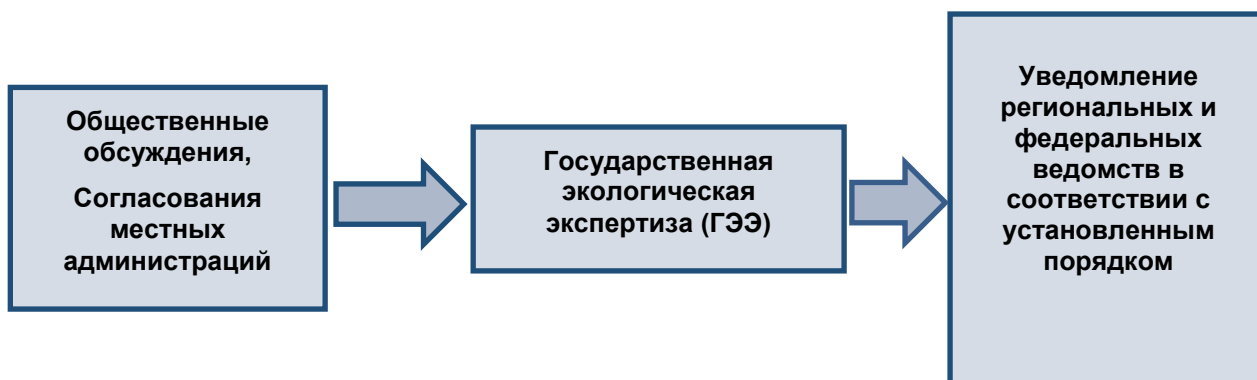 Общественные
обсуждения,
Согласования
местных
администраций
Государственная
экологическая
экспертиза (ГЭЭ)
Уведомление
региональных и
федеральных
ведомств в
соответствии с
установленным
порядком